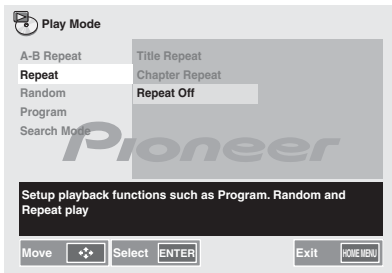 Play Mode
A-B Repeat
Repeat
Random
Program
Search Mode
Title Repeat
Chapter Repeat
Repeat Off
Pioneer
Setup playback functions such as Program. Random and
Repeat play
Move Select ENTER Exit HOME MENU